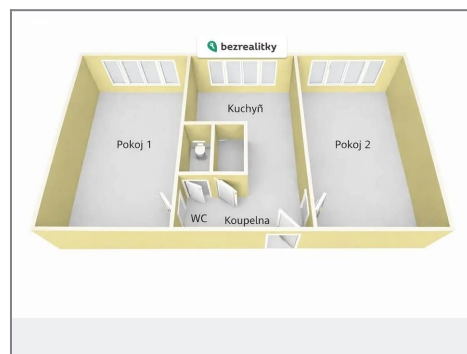 bezrealitky
Kuchyň
Pokoj 1
Pokoj 2
WC
Koupelna